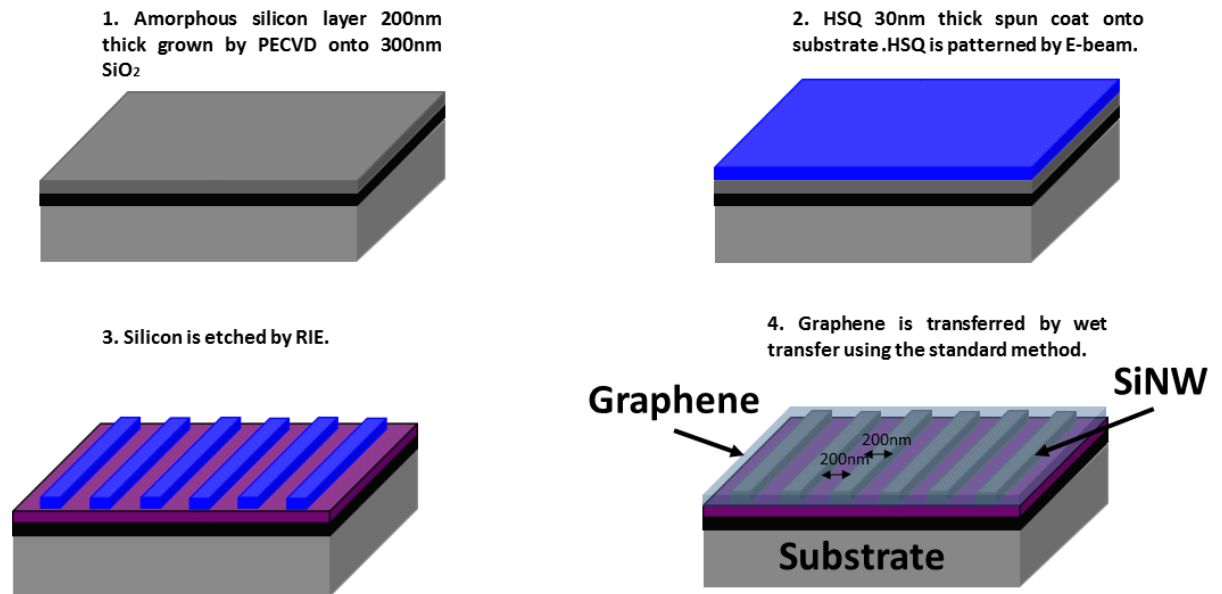 1. Amorphous silicon layer 200nm
thick grown by PECVD onto 300nm
SiO₂
2. HSQ 30nm thick spun coat onto
substrate .HSQ is patterned by E-beam.
3. Silicon is etched by RIE.
4. Graphene is transferred by wet
transfer using the standard method.
Graphene
SiNW
200nm
200nm
Substrate